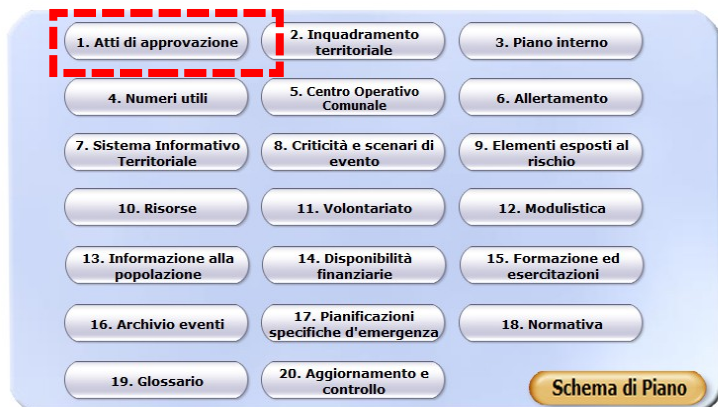 1. Atti di approvazione
2. Inquadramento
territoriale
3. Piano interno
4. Numeri utili
5. Centro Operativo
Comunale
6. Allertamento
7. Sistema Informativo
Territoriale
8. Criticità e scenari di
evento
9. Elementi esposti al
rischio
10. Risorse
11. Volontariato
12. Modulistica
13. Informazione alla
popolazione
14. Disponibilità
finanziarie
15. Formazione ed
esercitazioni
16. Archivio eventi
17. Pianificazioni
specifiche d'emergenza
18. Normativa
19. Glossario
20. Aggiornamento e
controllo
Schema di Piano